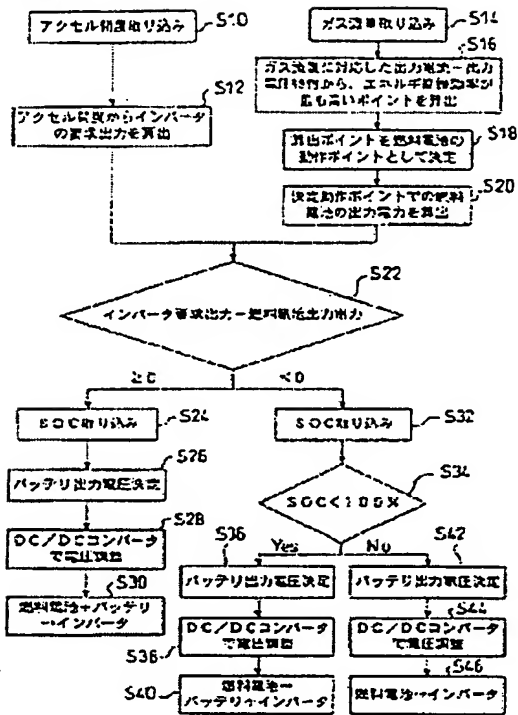 アクセル開度取り込み
S10
ガス流量取り込み
S14
S16
ガス流量に対応した出力電流－出力
電圧特性から、エネルギ変換効率が
最も高いポイントを算出
S12
アクセル開度からインバータ
の要求出力を算出
算出ポイントを燃料電池の
動作ポイントとして決定
S18
決定動作ポイントでの燃料
電池の出力電力を算出
S20
S22
インバータ要求出力－燃料電池出力電力
≥0
<0
SOC取り込み
S24
SOC取り込み
S32
S26
バッテリ出力電圧決定
S34
SOC<100%
S28
DC/DCコンバータ
で電圧調整
S36
Yes
No
S42
バッテリ出力電圧決定
バッテリ出力電圧決定
S30
燃料電池＋バッテリ
→インバータ
S44
DC/DCコンバータ
で電圧調整
S36
DC/DCコンバータ
で電圧調整
S46
S40
燃料電池→
バッテリ＋インバータ
燃料電池→インバータ